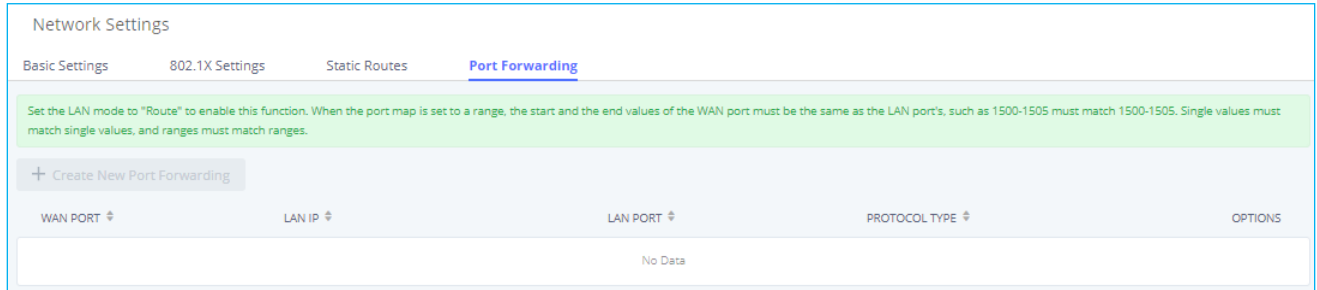 Network Settings
Basic Settings 802.1X Settings Static Routes Port Forwarding
Set the LAN mode to "Route" to enable this function. When the port map is set to a range, the start and the end values of the WAN port must be the same as the LAN port's, such as 1500-1505 must match 1500-1505. Single values must
match single values, and ranges must match ranges.
+ Create New Port Forwarding
WAN PORT LAN IP LAN PORT PROTOCOL TYPE OPTIONS
No Data